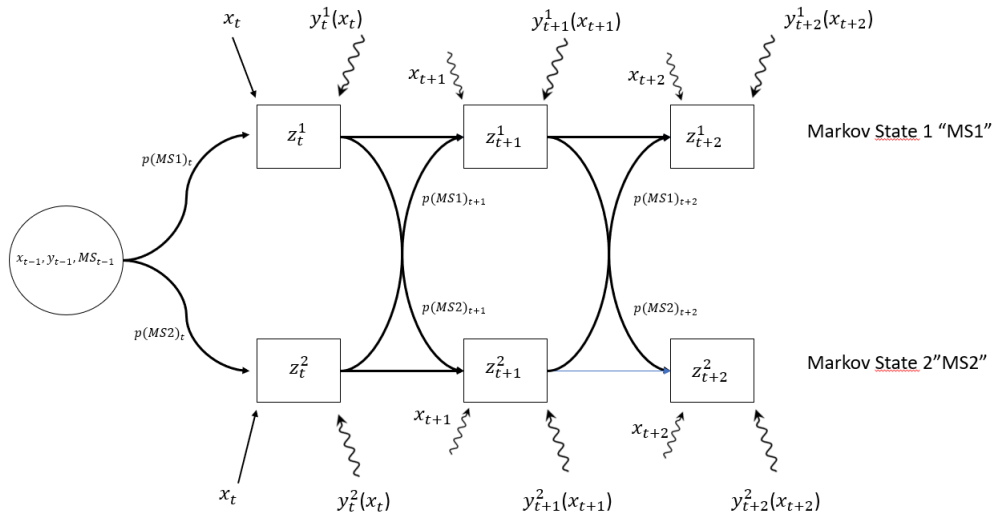 x_t
y_t^1(x_t)
y_{t+1}^1(x_{t+1})
y_{t+2}^1(x_{t+2})
x_{t+1}
x_{t+2}
z_t^1
z_{t+1}^1
z_{t+2}^1
Markov State 1 “MS1”
p(MS1)_t
p(MS1)_{t+1}
p(MS1)_{t+2}
x_{t-1}, y_{t-1}, MS_{t-1}
p(MS2)_t
p(MS2)_{t+1}
p(MS2)_{t+2}
z_t^2
z_{t+1}^2
z_{t+2}^2
Markov State 2”MS2”
x_{t+1}
x_{t+2}
x_t
y_t^2(x_t)
y_{t+1}^2(x_{t+1})
y_{t+2}^2(x_{t+2})